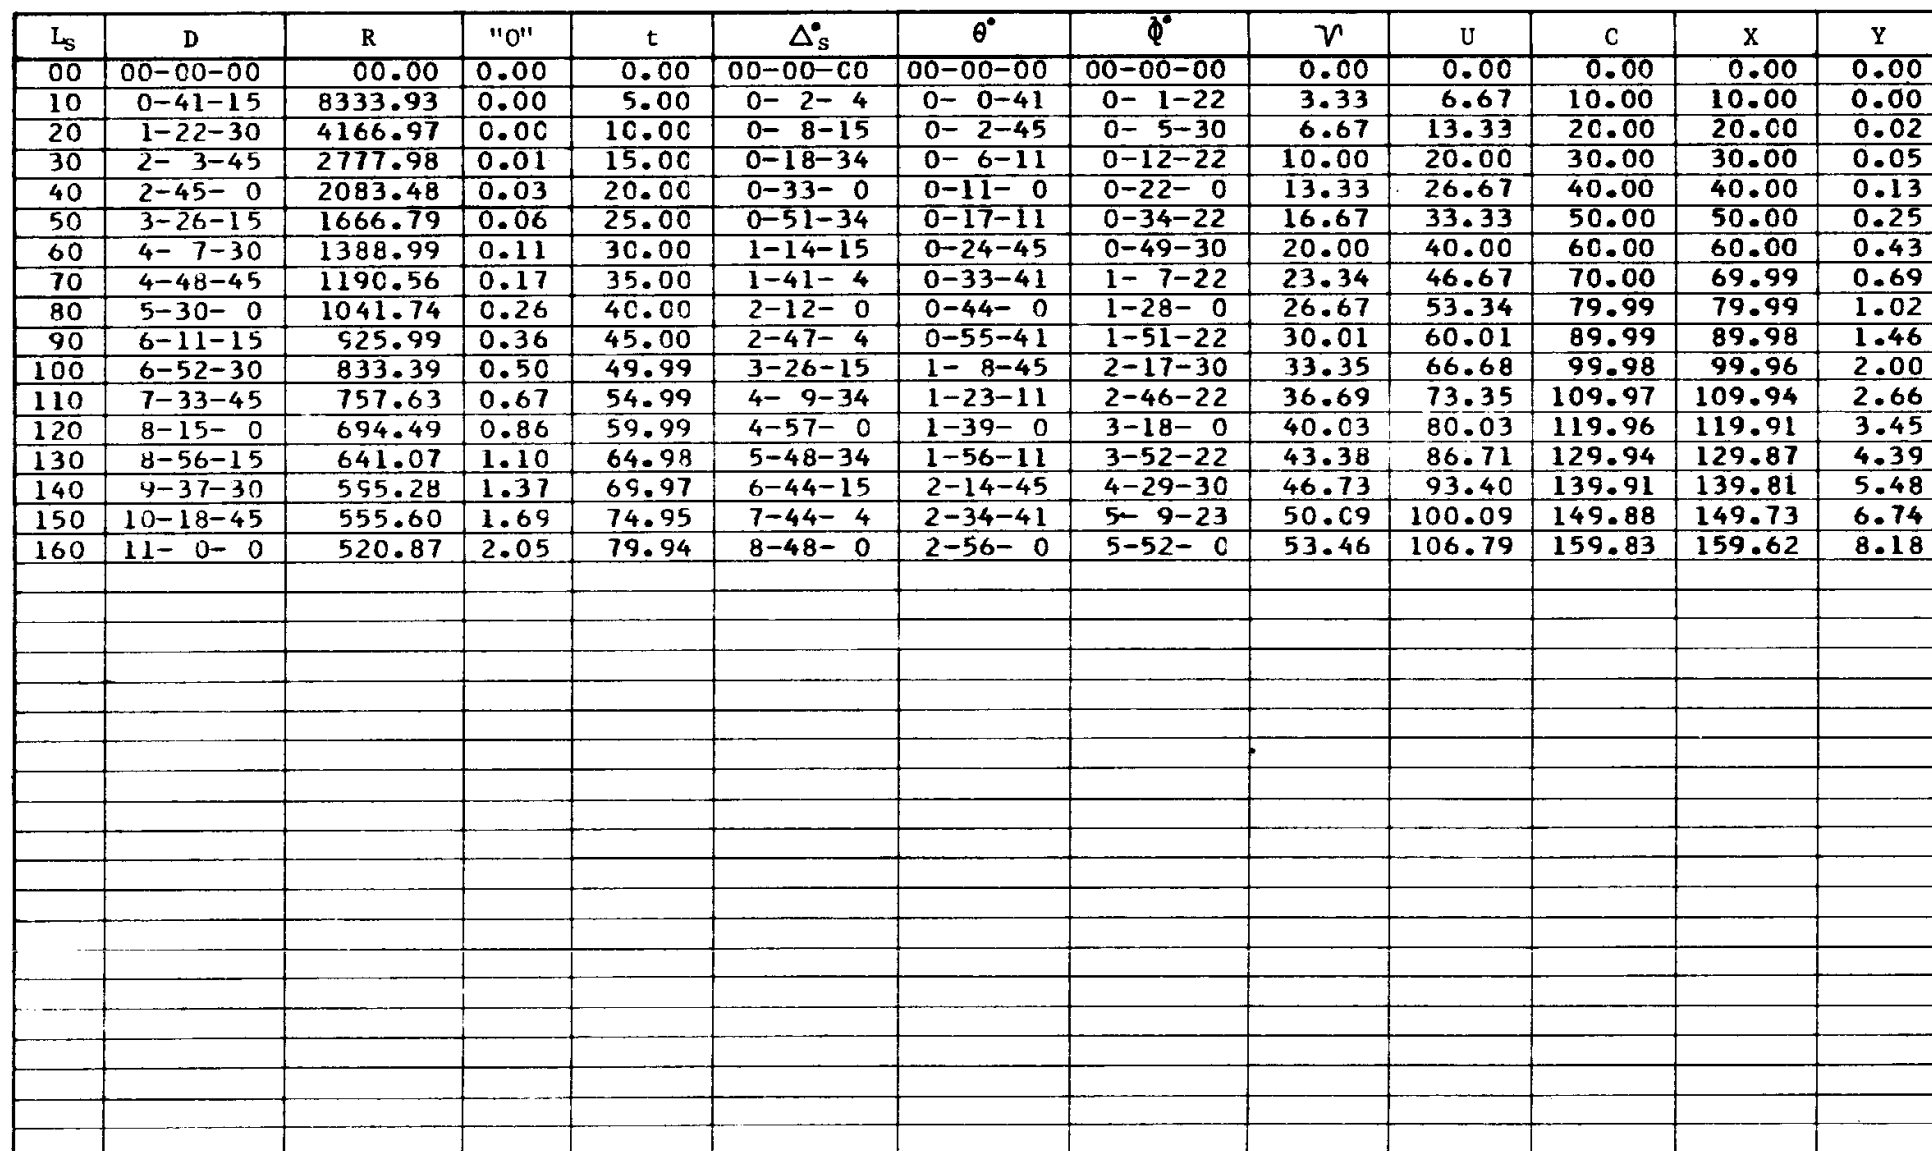 Ls D R "O" t Δ°s θ° Φ° V U C X Y
00 00-00-00 00.00 0.00 0.00 00-00-00 00-00-00 00-00-00 0.00 0.00 0.00 0.00 0.00
10 0-41-15 8333.93 0.00 5.00 0- 2- 4 0- 0-41 0- 1-22 3.33 6.67 10.00 10.00 0.00
20 1-22-30 4166.97 0.00 10.00 0- 8-15 0- 2-45 0- 5-30 6.67 13.33 20.00 20.00 0.02
30 2- 3-45 2777.98 0.01 15.00 0-18-34 0- 6-11 0-12-22 10.00 20.00 30.00 30.00 0.05
40 2-45- 0 2083.48 0.03 20.00 0-33- 0 0-11- 0 0-22- 0 13.33 26.67 40.00 40.00 0.13
50 3-26-15 1666.79 0.06 25.00 0-51-34 0-17-11 0-34-22 16.67 33.33 50.00 50.00 0.25
60 4- 7-30 1388.99 0.11 30.00 1-14-15 0-24-45 0-49-30 20.00 40.00 60.00 60.00 0.43
70 4-48-45 1190.56 0.17 35.00 1-41- 4 0-33-41 1- 7-22 23.34 46.67 70.00 69.99 0.69
80 5-30- 0 1041.74 0.26 40.00 2-12- 0 0-44- 0 1-28- 0 26.67 53.34 79.99 79.99 1.02
90 6-11-15 925.99 0.36 45.00 2-47- 4 0-55-41 1-51-22 30.01 60.01 89.99 89.98 1.46
100 6-52-30 833.39 0.50 49.99 3-26-15 1- 8-45 2-17-30 33.35 66.68 99.98 99.96 2.00
110 7-33-45 757.63 0.67 54.99 4- 9-34 1-23-11 2-46-22 36.69 73.35 109.97 109.94 2.66
120 8-15- 0 694.49 0.86 59.99 4-57- 0 1-39- 0 3-18- 0 40.03 80.03 119.96 119.91 3.45
130 8-56-15 641.07 1.10 64.98 5-48-34 1-56-11 3-52-22 43.38 86.71 129.94 129.87 4.39
140 9-37-30 595.28 1.37 69.97 6-44-15 2-14-45 4-29-30 46.73 93.40 139.91 139.81 5.48
150 10-18-45 555.60 1.69 74.95 7-44- 4 2-34-41 5- 9-23 50.09 100.09 149.88 149.73 6.74
160 11- 0- 0 520.87 2.05 79.94 8-48- 0 2-56- 0 5-52- 0 53.46 106.79 159.83 159.62 8.18